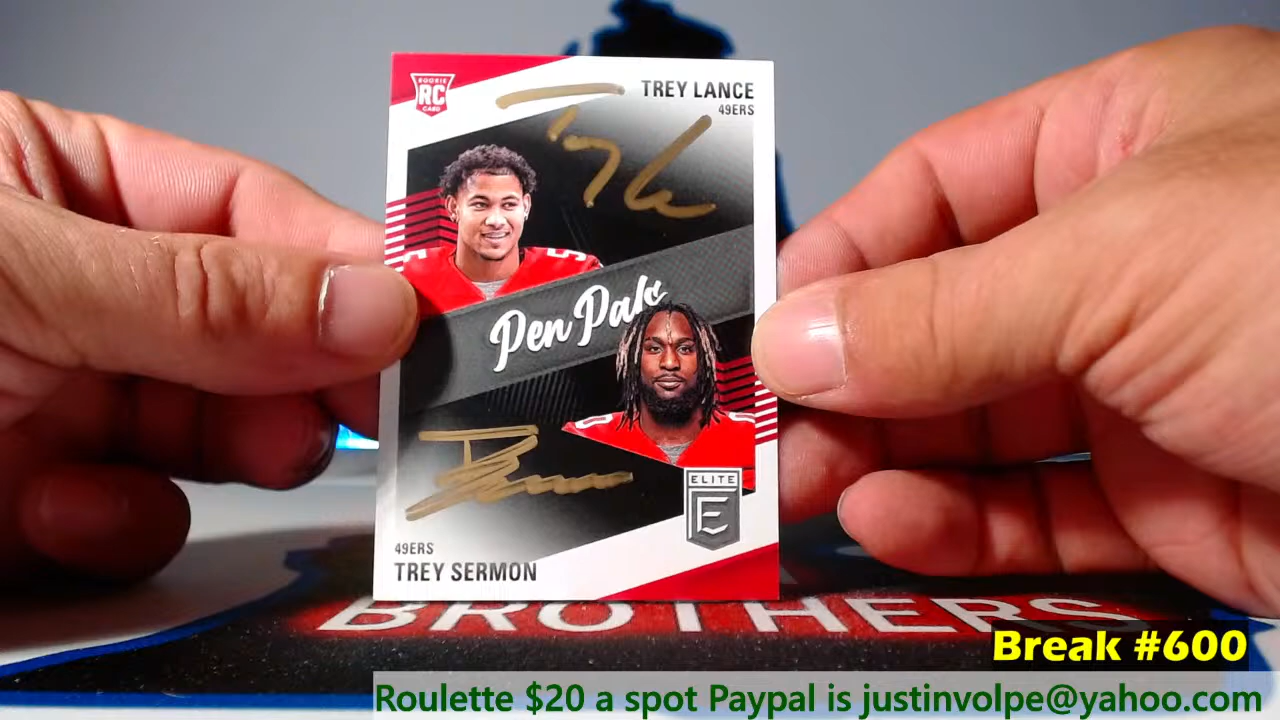 ROOKIE
RC
CARD
TREY LANCE
49ERS
Pen Pals
ELITE
E
49ERS
TREY SERMON
BROTHERS
Break #600
Roulette $20 a spot Paypal is justinvolpe@yahoo.com